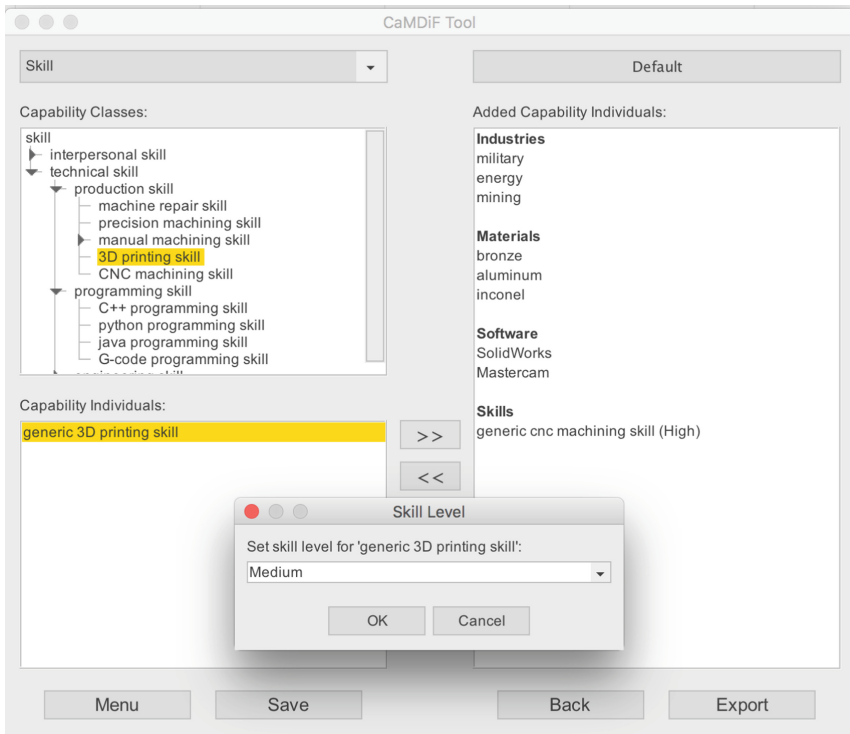 CaMDiF Tool
Skill
Default
Capability Classes:
Added Capability Individuals:
skill
interpersonal skill
technical skill
production skill
machine repair skill
precision machining skill
manual machining skill
3D printing skill
CNC machining skill
programming skill
C++ programming skill
python programming skill
java programming skill
G-code programming skill
Industries
military
energy
mining
Materials
bronze
aluminum
inconel
Software
SolidWorks
Mastercam
Skills
generic cnc machining skill (High)
Capability Individuals:
generic 3D printing skill
>>
<<
Skill Level
Set skill level for 'generic 3D printing skill':
Medium
OK
Cancel
Menu
Save
Back
Export